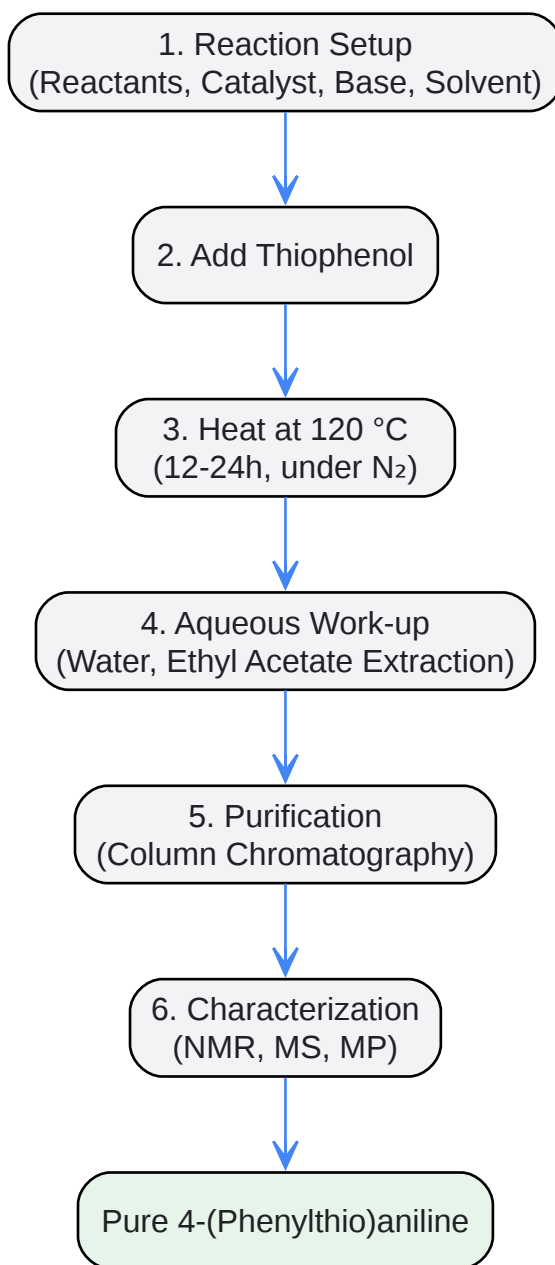 1. Reaction Setup
(Reactants, Catalyst, Base, Solvent)
2. Add Thiophenol
3. Heat at 120 °C
(12-24h, under N₂)
4. Aqueous Work-up
(Water, Ethyl Acetate Extraction)
5. Purification
(Column Chromatography)
6. Characterization
(NMR, MS, MP)
Pure 4-(Phenylthio)aniline